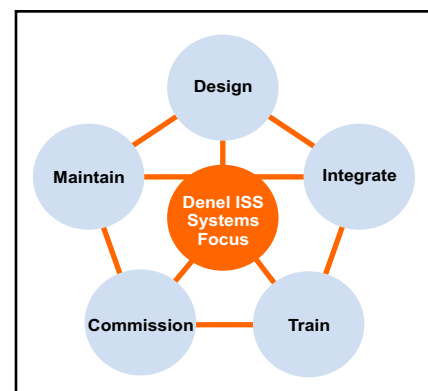 Design
Maintain
Integrate
Denel ISS
Systems
Focus
Commission
Train